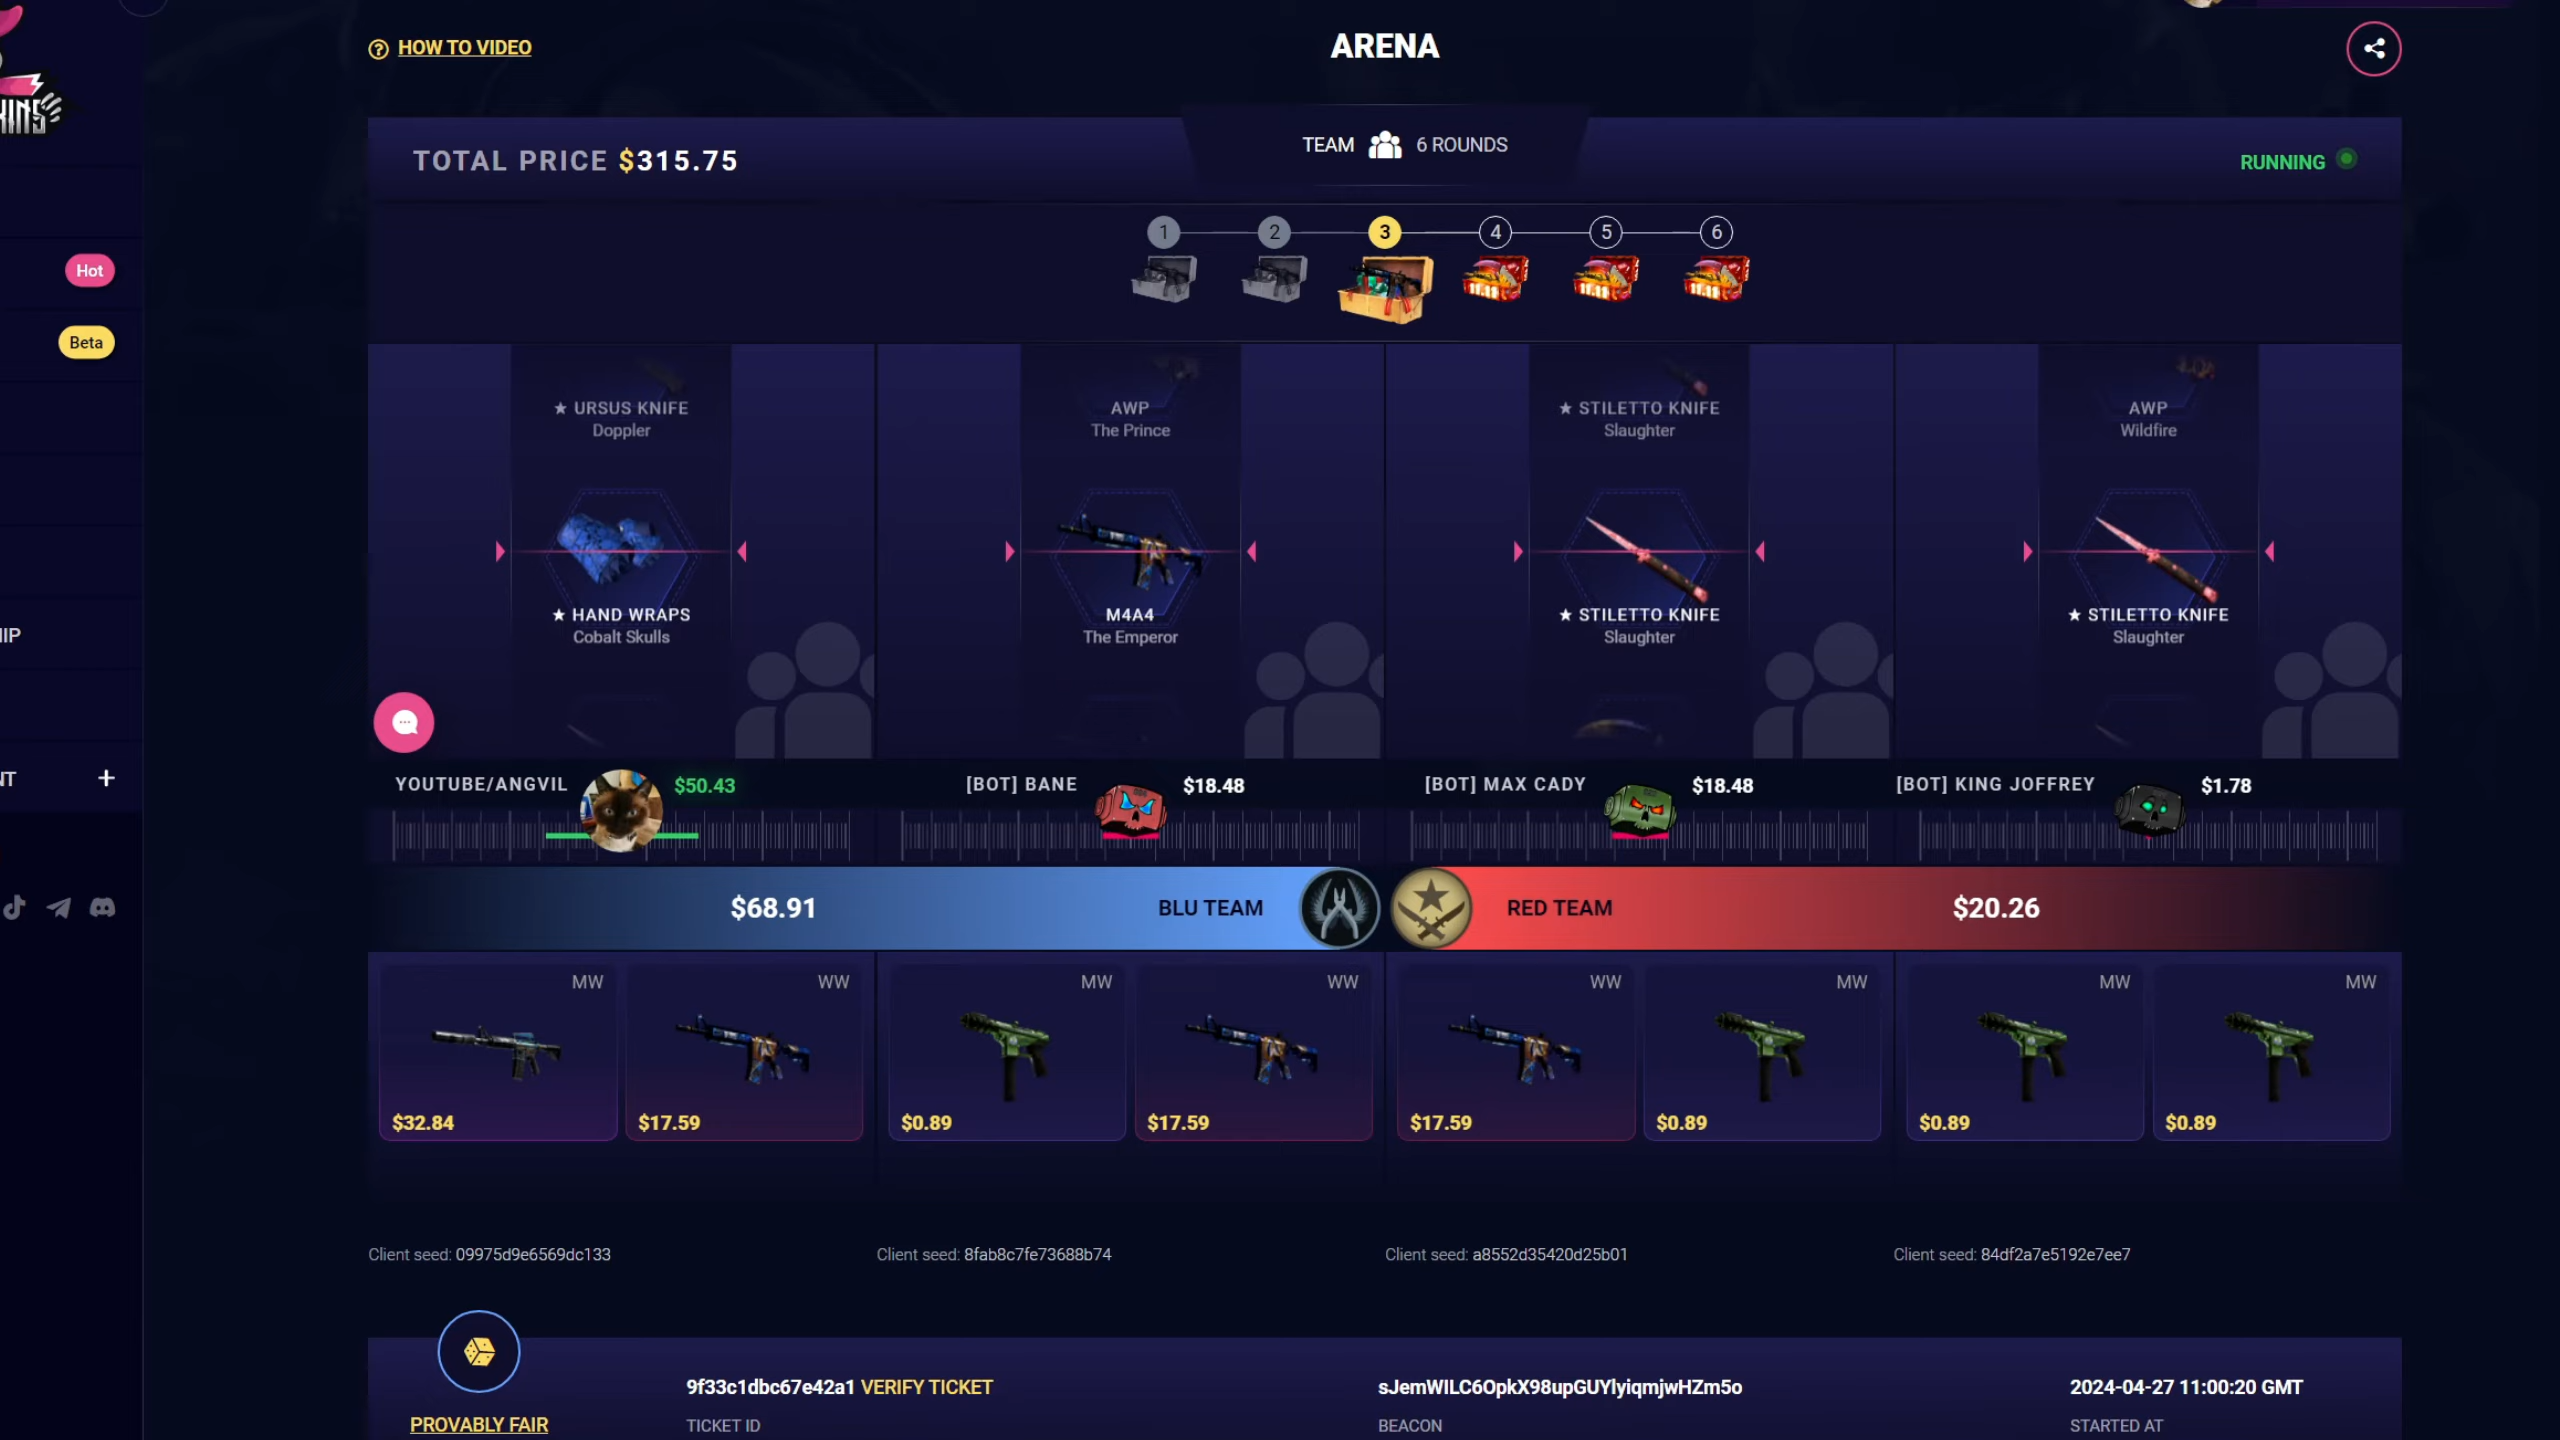 HOW TO VIDEO
ARENA
TOTAL PRICE $315.75
TEAM 6 ROUNDS
RUNNING
1 2 3 4 5 6
Hot
Beta
★ URSUS KNIFE
Doppler
AWP
The Prince
★ STILETTO KNIFE
Slaughter
AWP
Wildfire
★ HAND WRAPS
Cobalt Skulls
M4A4
The Emperor
★ STILETTO KNIFE
Slaughter
★ STILETTO KNIFE
Slaughter
IP
NT +
YOUTUBE/ANGVIL $50.43
[BOT] BANE $18.48
[BOT] MAX CADY $18.48
[BOT] KING JOFFREY $1.78
$68.91 BLU TEAM
RED TEAM $20.26
MW
$32.84
WW
$17.59
MW
$0.89
WW
$17.59
WW
$17.59
MW
$0.89
MW
$0.89
MW
$0.89
Client seed: 09975d9e6569dc133
Client seed: 8fab8c7fe73688b74
Client seed: a8552d35420d25b01
Client seed: 84df2a7e5192e7ee7
PROVABLY FAIR
9f33c1dbc67e42a1 VERIFY TICKET
TICKET ID
sJemWILC6OpkX98upGUYlyiqmjwHZm5o
BEACON
2024-04-27 11:00:20 GMT
STARTED AT